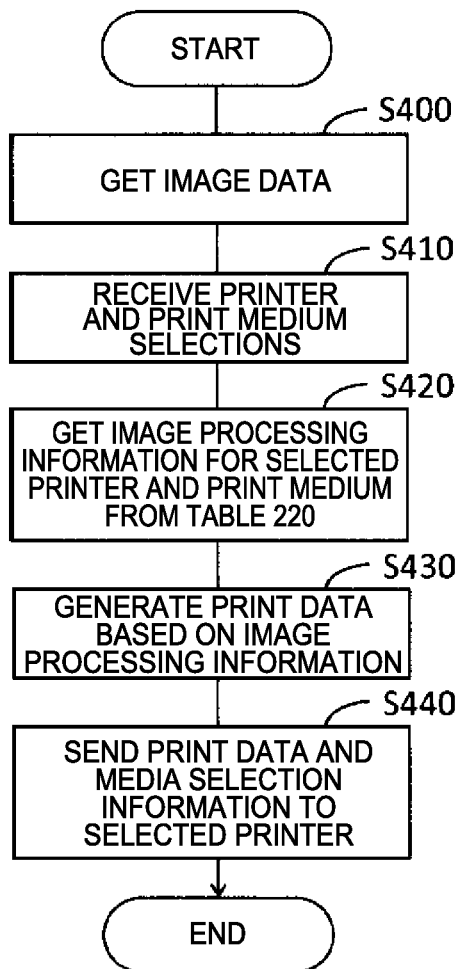 START
S400
GET IMAGE DATA
S410
RECEIVE PRINTER
AND PRINT MEDIUM
SELECTIONS
S420
GET IMAGE PROCESSING
INFORMATION FOR SELECTED
PRINTER AND PRINT MEDIUM
FROM TABLE 220
S430
GENERATE PRINT DATA
BASED ON IMAGE
PROCESSING INFORMATION
S440
SEND PRINT DATA AND
MEDIA SELECTION
INFORMATION TO
SELECTED PRINTER
END